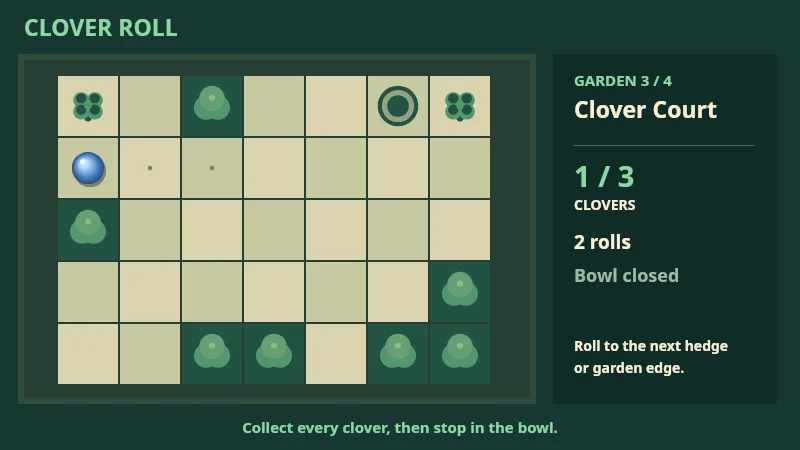 CLOVER ROLL
GARDEN 3 / 4
Clover Court
1 / 3
CLOVERS
2 rolls
Bowl closed
Roll to the next hedge
or garden edge.
Collect every clover, then stop in the bowl.